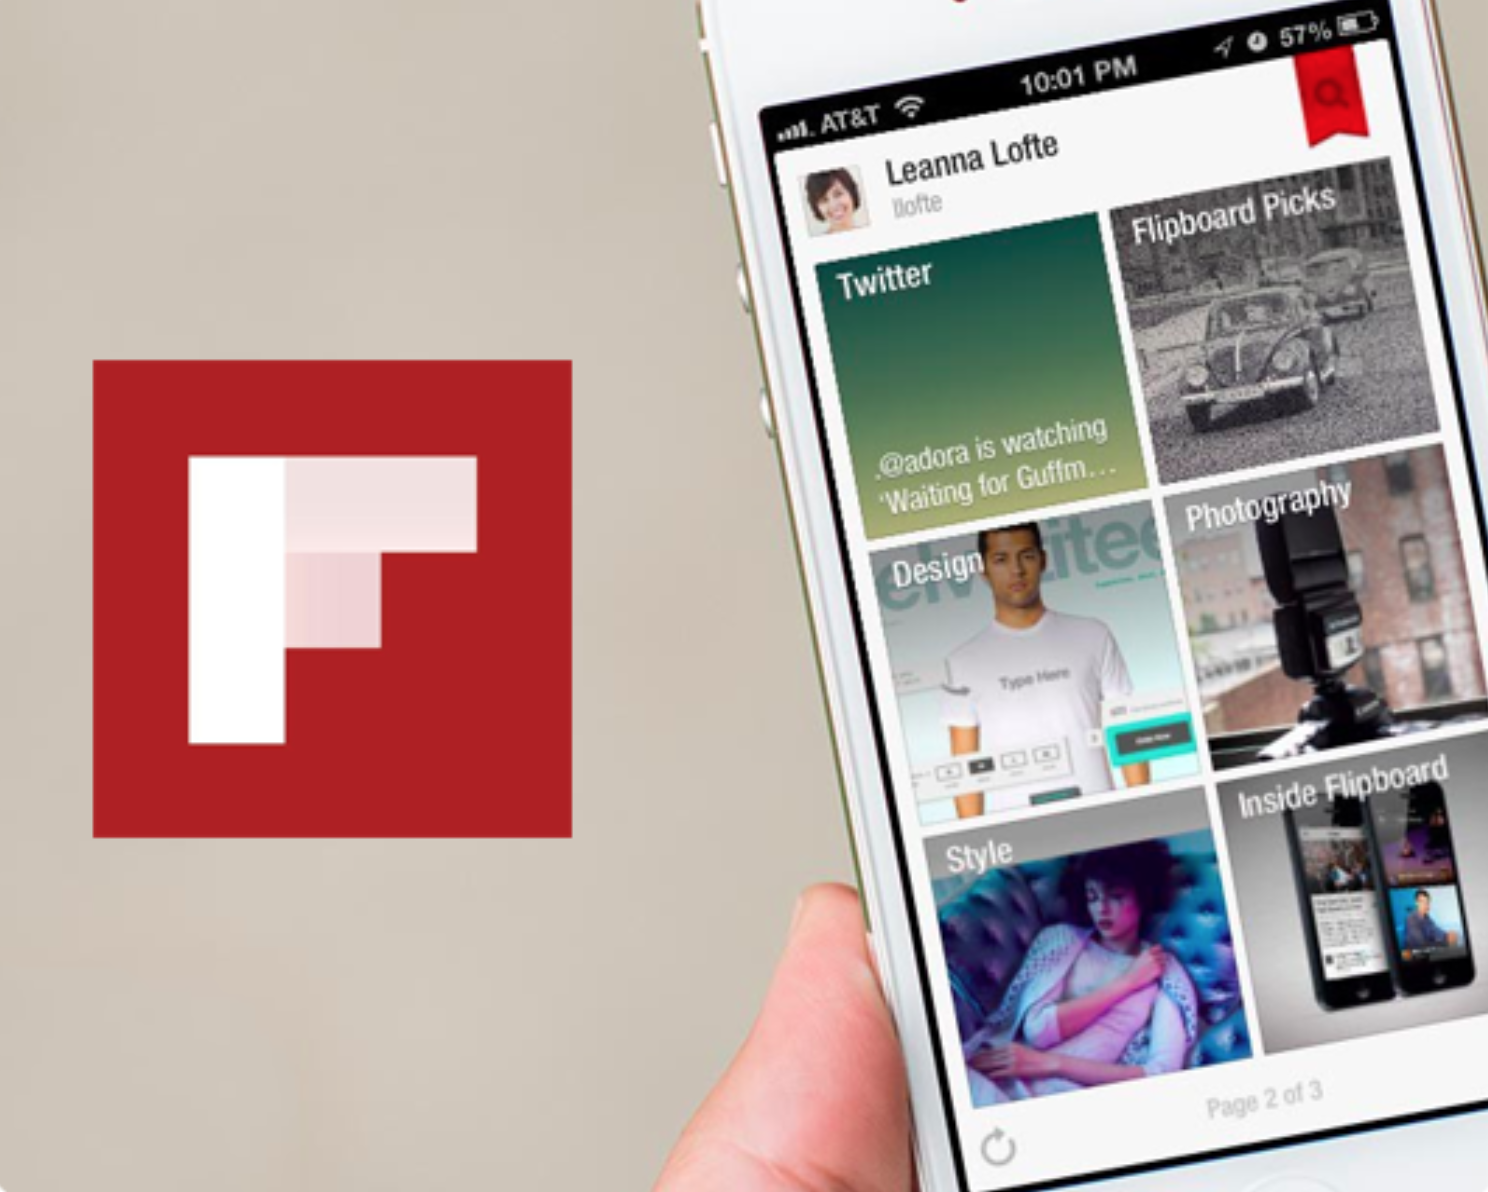 AT&T
10:01 PM
57%
Leanna Lofte
llofte
Twitter
.@adora is watching
'Waiting for Guffm...
Flipboard Picks
Design
Type Here
Photography
Style
Inside Flipboard
Page 2 of 3